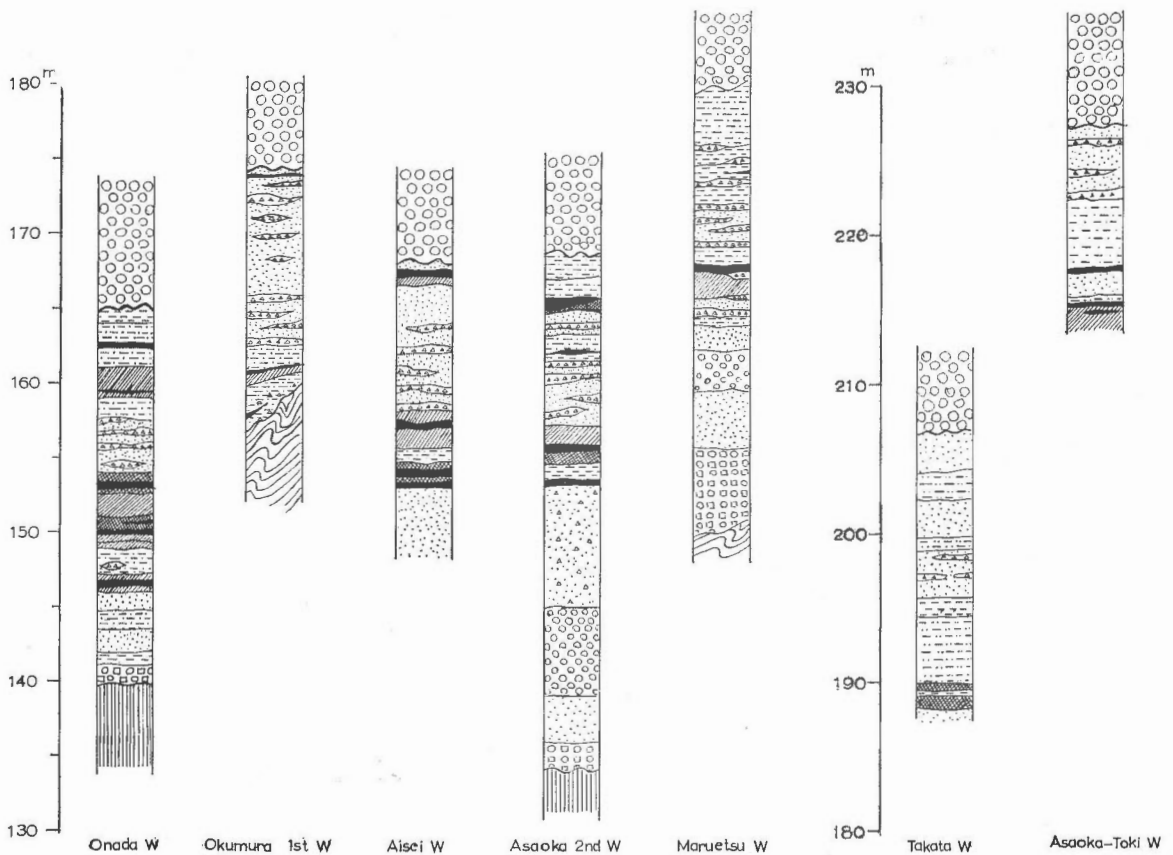 180 m
170
160
150
140
130
m
230
220
210
200
190
180
Onada W
Okumura 1st W
Aisei W
Asaoka 2nd W
Maruetsu W
Takata W
Asaoka-Toki W